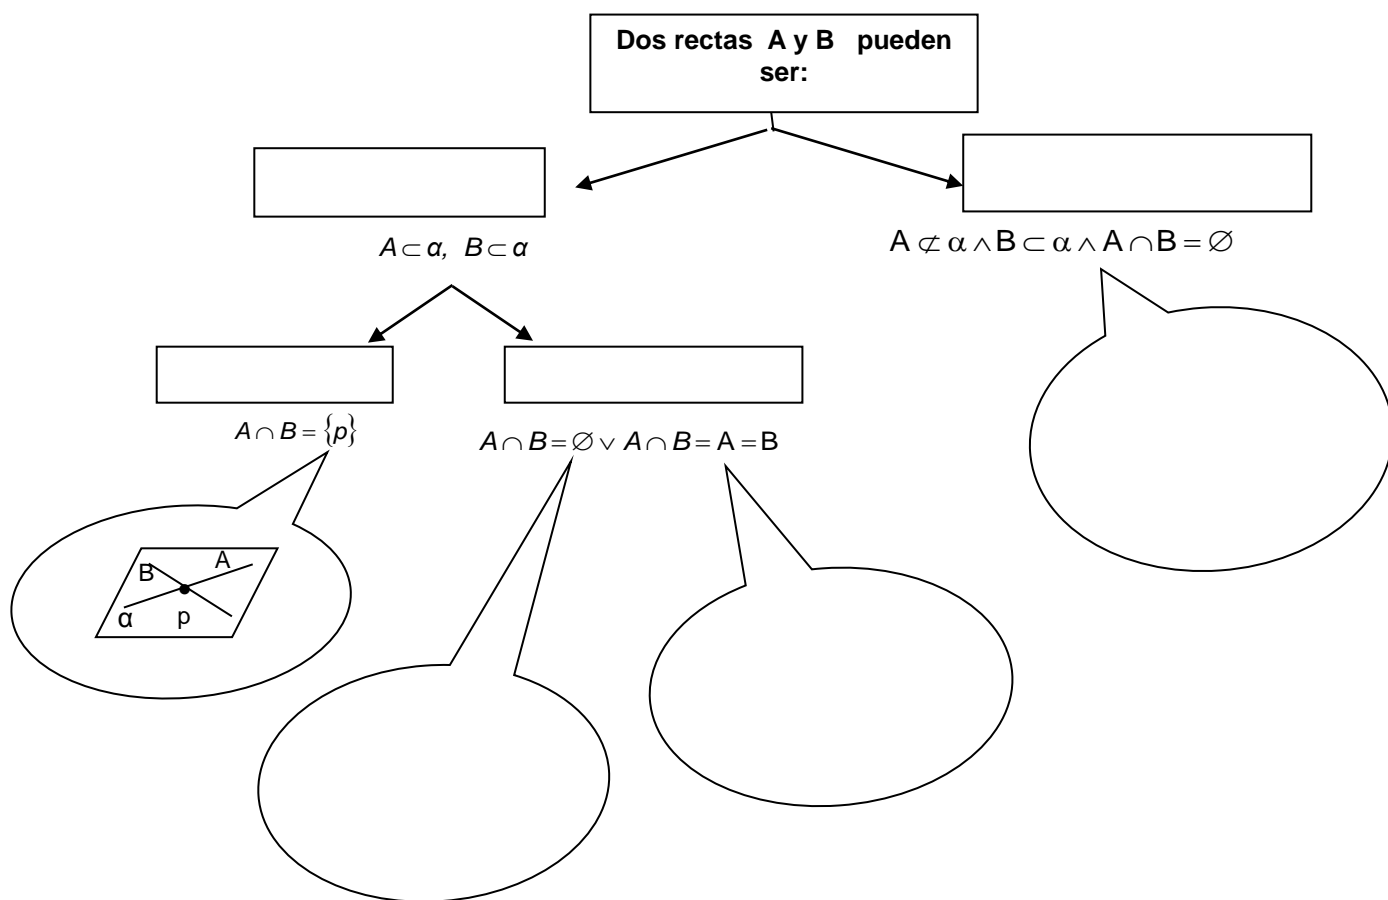 Dos rectas A y B pueden
ser:
A ⊂ α, B ⊂ α
A ⊄ α ∧ B ⊂ α ∧ A ∩ B = ∅
A ∩ B = {p}
A ∩ B = ∅ ∨ A ∩ B = A = B
A
B
α
p